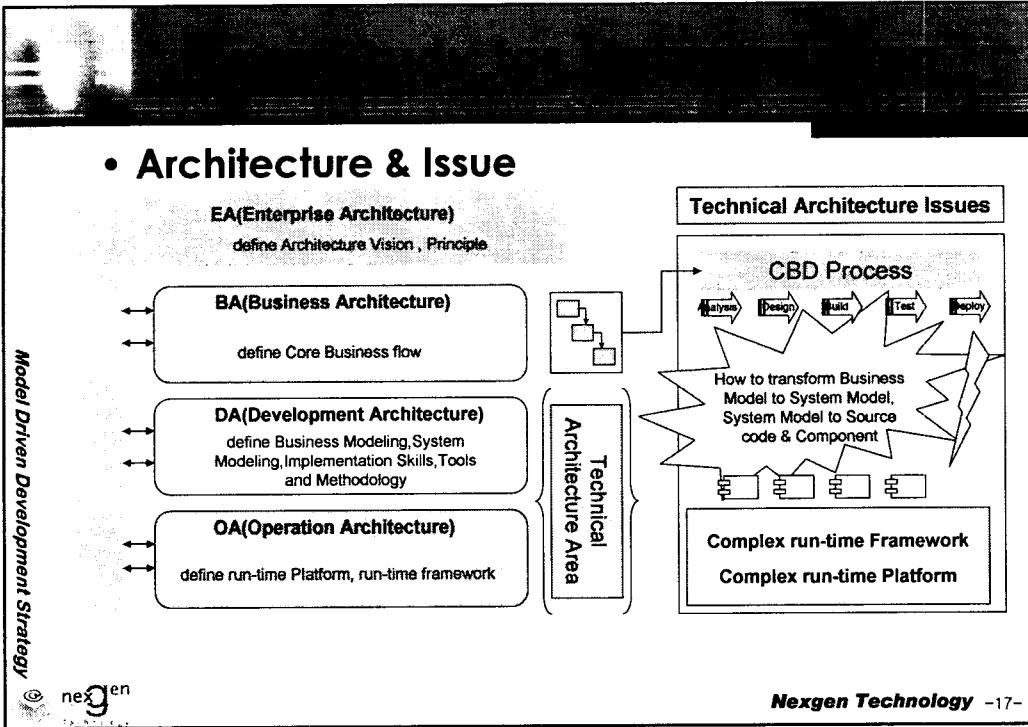 • Architecture & Issue
EA(Enterprise Architecture)
define Architecture Vision , Principle
BA(Business Architecture)
define Core Business flow
DA(Development Architecture)
define Business Modeling,System
Modeling,Implementation Skills,Tools
and Methodology
OA(Operation Architecture)
define run-time Platform, run-time framework
Technical
Architecture Area
Technical Architecture Issues
CBD Process
Analysis
Design
Build
Test
Deploy
How to transform Business
Model to System Model,
System Model to Source
code & Component
Complex run-time Framework
Complex run-time Platform
Model Driven Development Strategy
nexgen
Nexgen Technology -17-